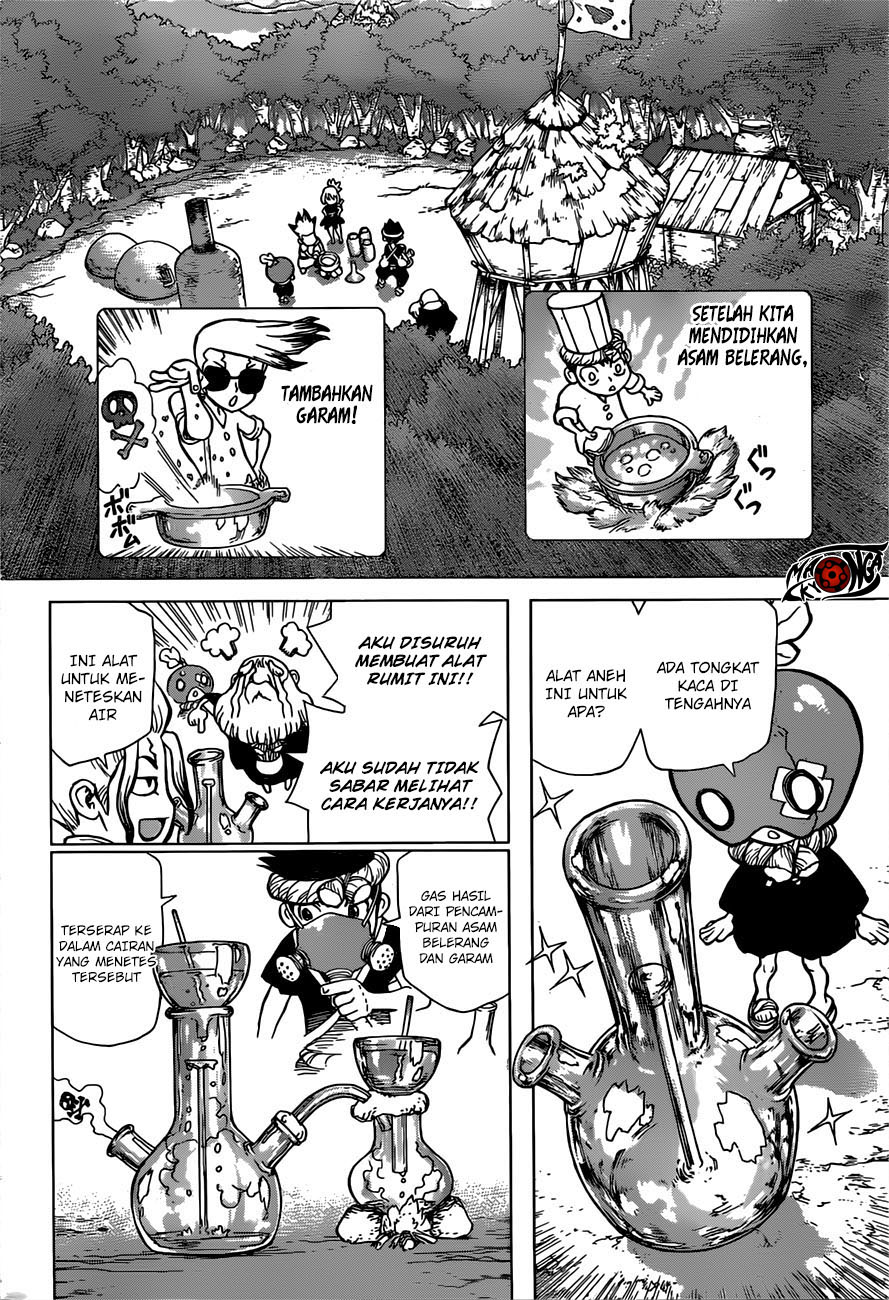 SETELAH KITA
MENDIDIHKAN
ASAM BELERANG,
ぐっ
ぐっ
TAMBAHKAN
GARAM!
ボボボム
MANGAKO
ADA TONGKAT
KACA DI
TENGAHNYA
ALAT ANEH
INI UNTUK
APA?
AKU DISURUH
MEMBUAT ALAT
RUMIT INI!!
AKU SUDAH TIDAK
SABAR MELIHAT
CARA KERJANYA!!
INI ALAT
UNTUK ME-
NETESKAN
AIR
GAS HASIL
DARI PENCAM-
PURAN ASAM
BELERANG
DAN GARAM
TERSERAP KE
DALAM CAIRAN
YANG MENETES
TERSEBUT